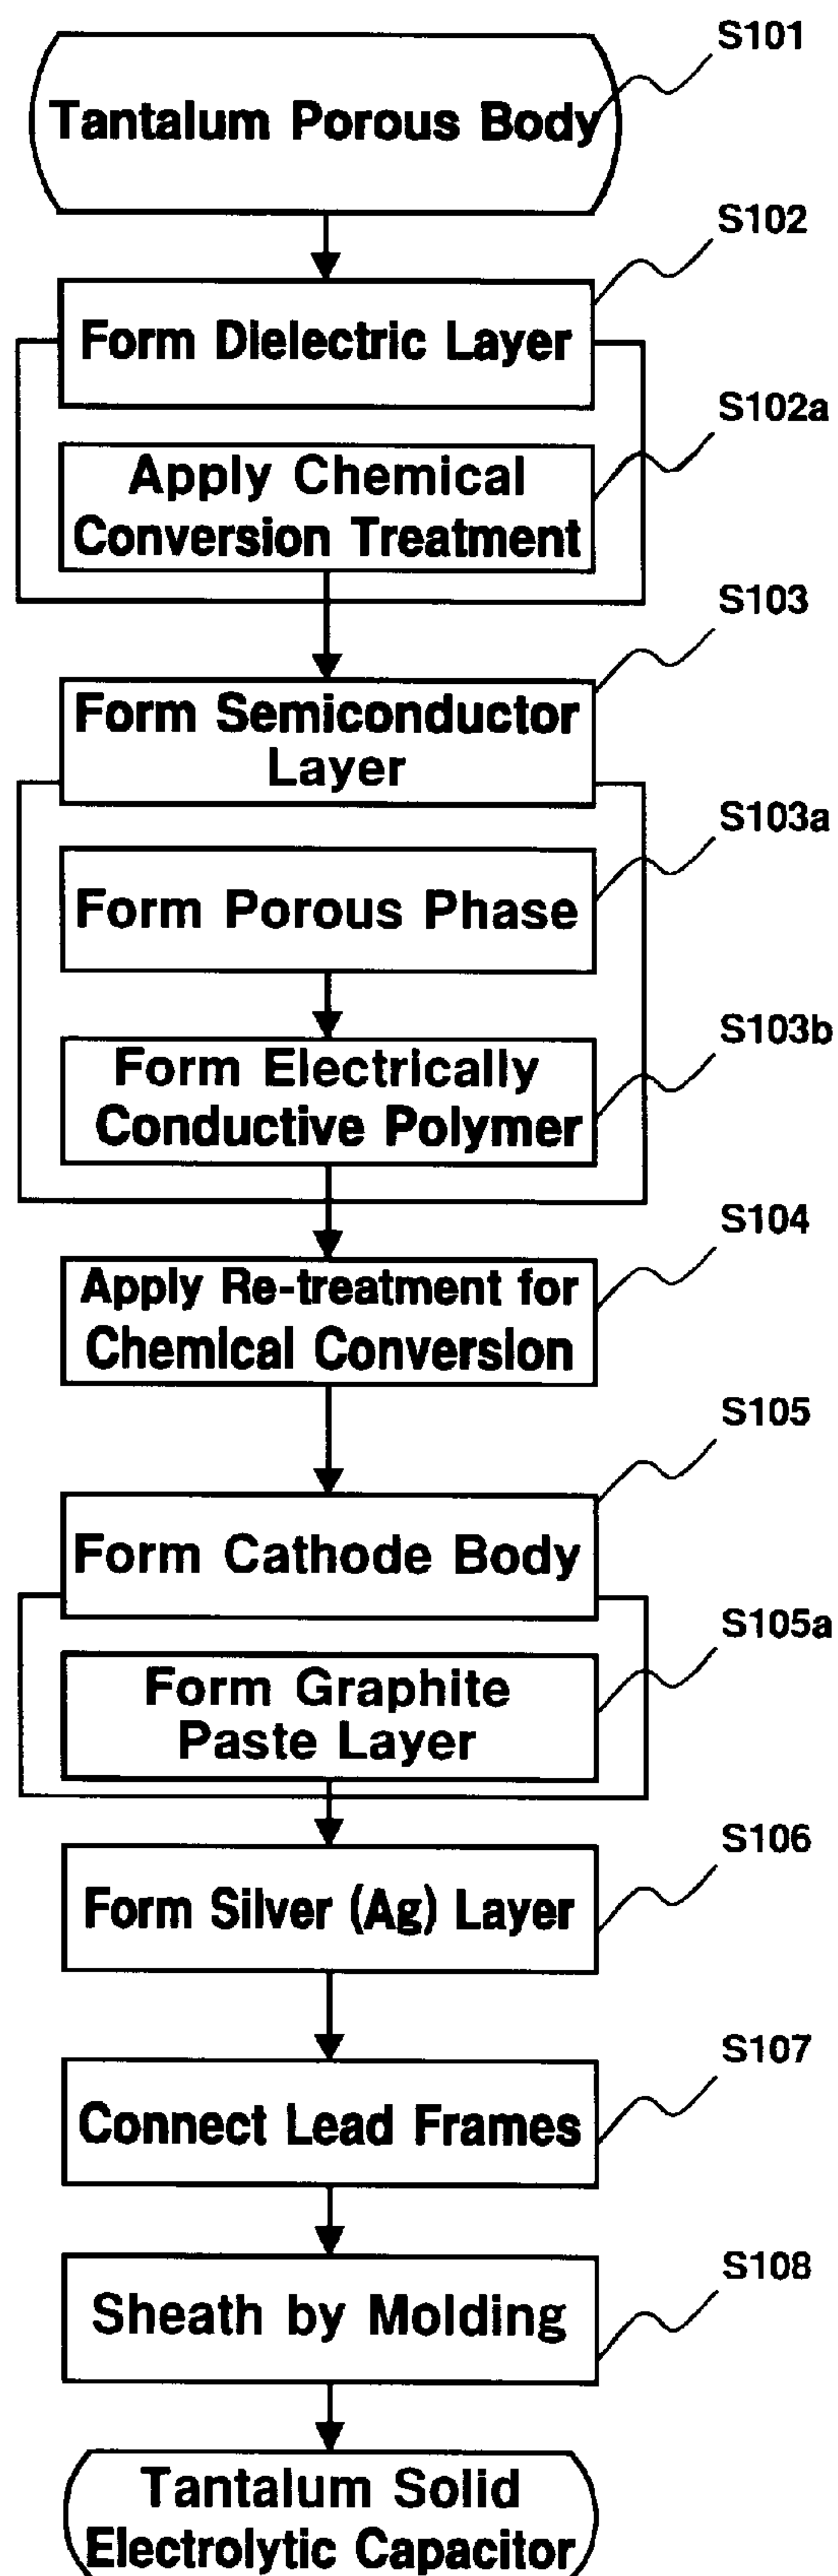 S101
Tantalum Porous Body
S102
Form Dielectric Layer
S102a
Apply Chemical
Conversion Treatment
S103
Form Semiconductor
Layer
S103a
Form Porous Phase
S103b
Form Electrically
Conductive Polymer
S104
Apply Re-treatment for
Chemical Conversion
S105
Form Cathode Body
S105a
Form Graphite
Paste Layer
S106
Form Silver (Ag) Layer
S107
Connect Lead Frames
S108
Sheath by Molding
Tantalum Solid
Electrolytic Capacitor